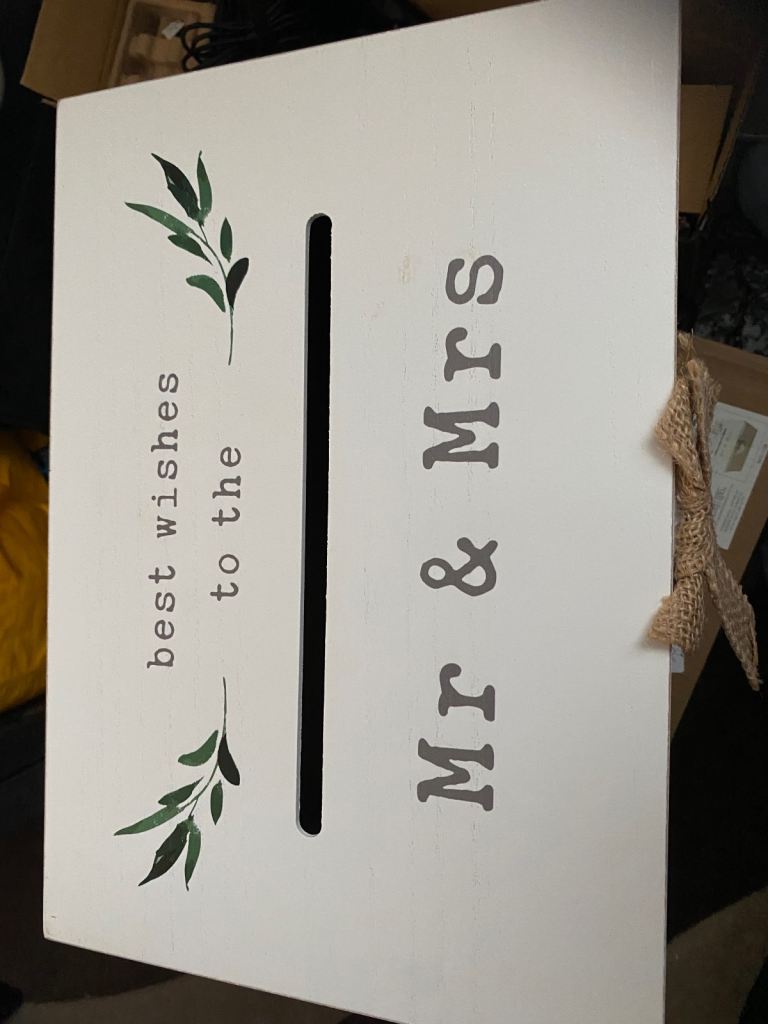 best wishes
to the
Mr & Mrs